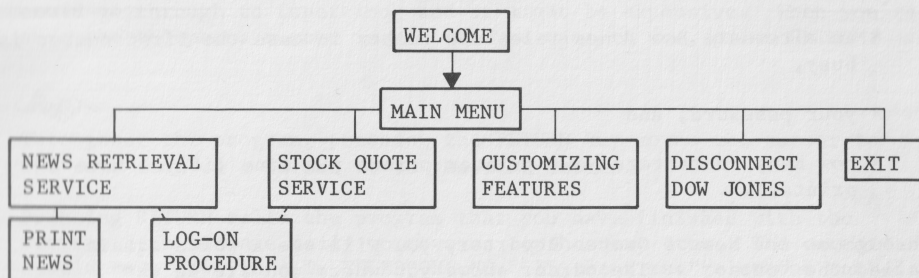 WELCOME
MAIN MENU
NEWS RETRIEVAL
SERVICE
STOCK QUOTE
SERVICE
CUSTOMIZING
FEATURES
DISCONNECT
DOW JONES
EXIT
PRINT
NEWS
LOG-ON
PROCEDURE